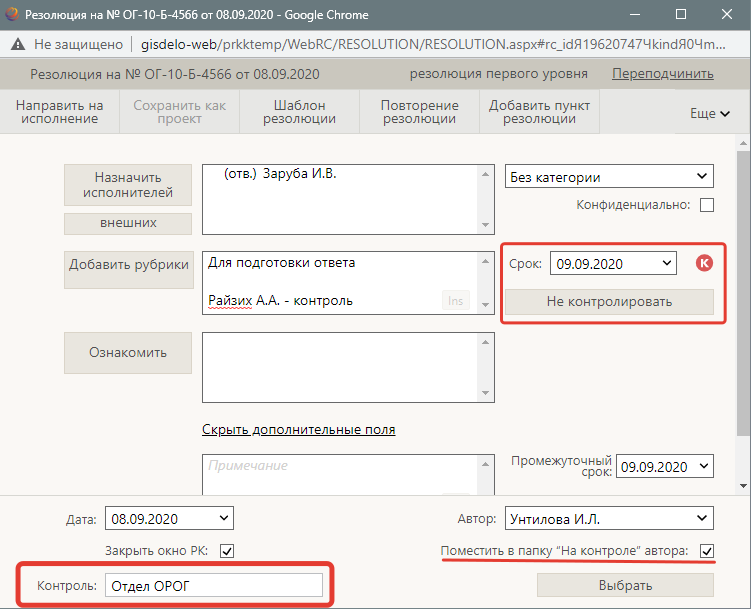 Резолюция на № ОГ-10-Б-4566 от 08.09.2020 - Google Chrome
Не защищено | gisdelo-web/prkktemp/WebRC/RESOLUTION/RESOLUTION.aspx#rc_idЯ19620747ЧkindЯ0Чm...
Резолюция на № ОГ-10-Б-4566 от 08.09.2020 резолюция первого уровня Переподчинить
Направить на исполнение
Сохранить как проект
Шаблон резолюции
Повторение резолюции
Добавить пункт резолюции
Еще
Назначить исполнителей
(отв.) Заруба И.В.
Без категории
Конфиденциально:
внешних
Добавить рубрики
Для подготовки ответа
Райзих А.А. - контроль
Ins
Срок: 09.09.2020 К
Не контролировать
Ознакомить
Скрыть дополнительные поля
Примечание
Промежуточный срок: 09.09.2020
Дата: 08.09.2020
Автор: Унтилова И.Л.
Закрыть окно РК:
Поместить в папку "На контроле" автора:
Контроль: Отдел ОРОГ
Выбрать